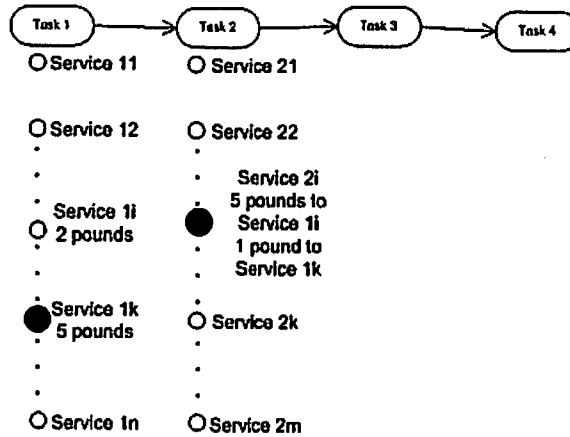 Task 1
Task 2
Task 3
Task 4
Service 11
Service 21
Service 12
Service 22
Service 1i
2 pounds
Service 2i
5 pounds to
Service 1i
1 pound to
Service 1k
Service 1k
5 pounds
Service 2k
Service 1n
Service 2m